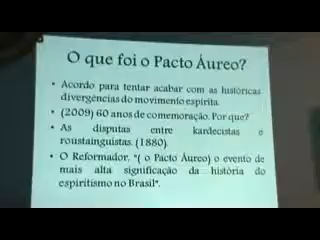 O que foi o Pacto Áureo?
• Acordo para tentar acabar com as históricas
divergências do movimento espírita.
• (2009) 60 anos de comemoração. Por que?
• As disputas entre kardecistas e
roustainguistas. (1880).
• O Reformador, "( o Pacto Áureo) o evento de
mais alta significação da história do
espiritismo no Brasil".